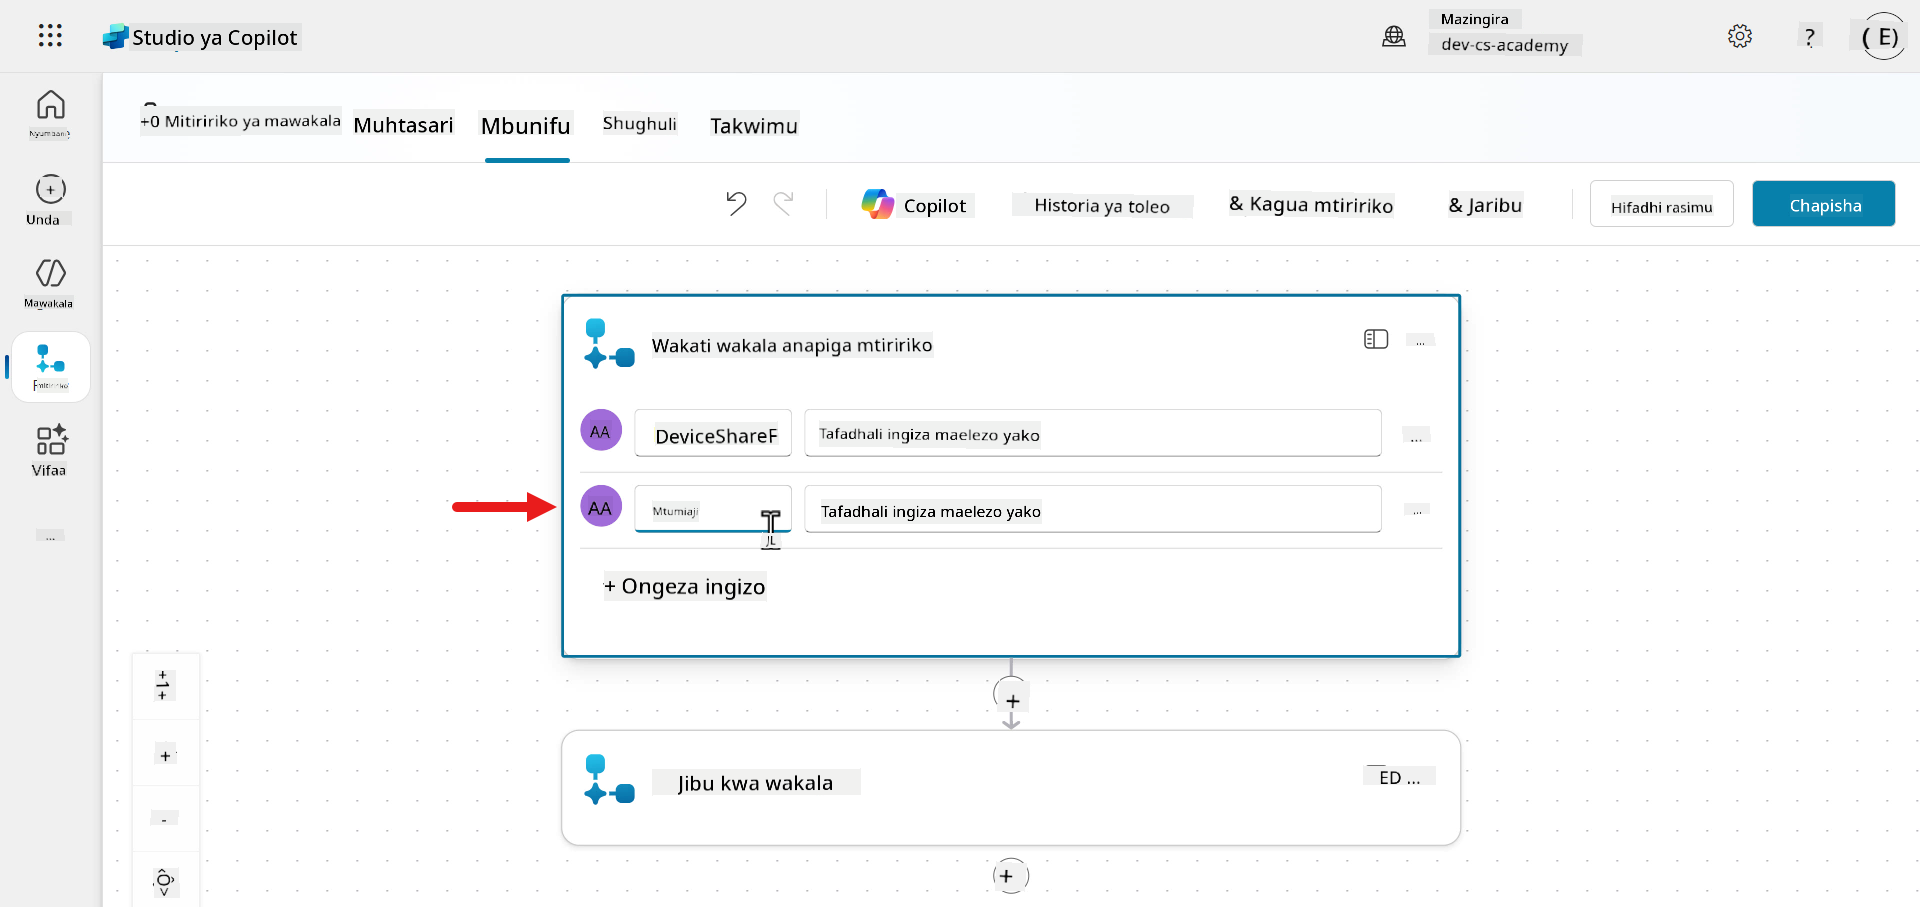 Studio ya Copilot
Mazingira
dev-cs-academy
?
( E)
+0 Mitiririko ya mawakala
Muhtasari
Mbunifu
Shughuli
Takwimu
Copilot
Historia ya toleo
& Kagua mtiririko
& Jaribu
Hifadhi rasimu
Chapisha
Unda
Mawakala
Vifaa
...
Wakati wakala anapiga mtiririko
...
AA
DeviceShareF
Tafadhali ingiza maelezo yako
...
AA
Mtumiaji
Tafadhali ingiza maelezo yako
...
+ Ongeza ingizo
Jibu kwa wakala
ED ...